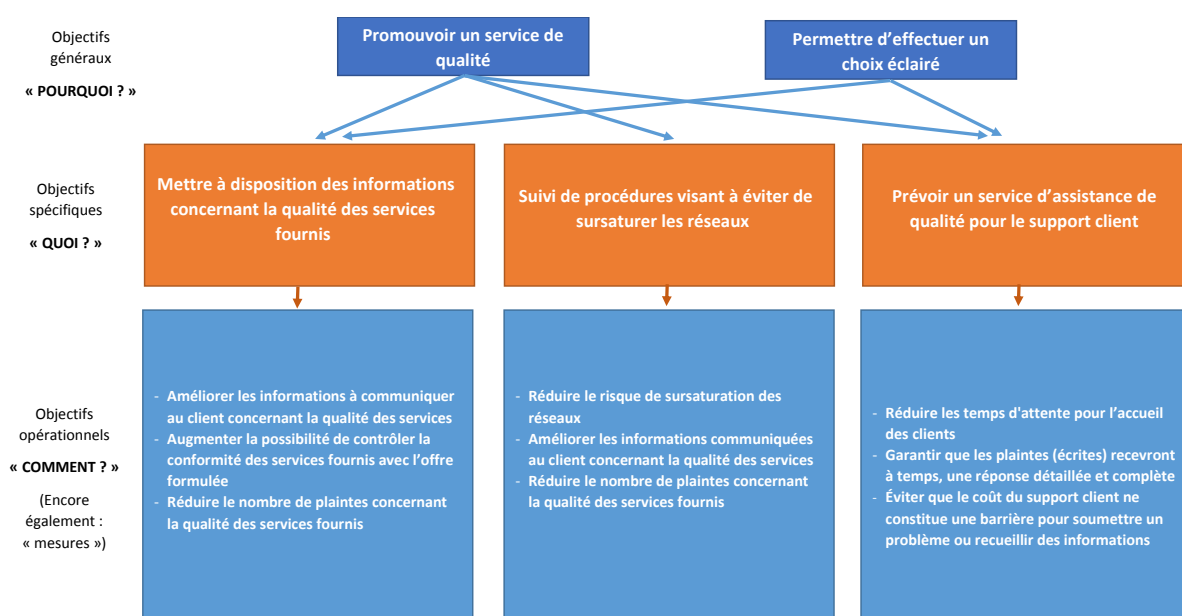 Objectifs
généraux
« POURQUOI ? »
Promouvoir un service de
qualité
Permettre d'effectuer un
choix éclairé
Objectifs
spécifiques
« QUOI ? »
Mettre à disposition des informations
concernant la qualité des services
fournis
Suivi de procédures visant à éviter de
sursaturer les réseaux
Prévoir un service d'assistance de
qualité pour le support client
Objectifs
opérationnels
« COMMENT ? »
(Encore
également :
« mesures »)
- Améliorer les informations à communiquer
au client concernant la qualité des services
- Augmenter la possibilité de contrôler la
conformité des services fournis avec l'offre
formulée
- Réduire le nombre de plaintes concernant
la qualité des services fournis
- Réduire le risque de sursaturation des
réseaux
- Améliorer les informations communiquées
au client concernant la qualité des services
- Réduire le nombre de plaintes concernant
la qualité des services fournis
- Réduire les temps d'attente pour l'accueil
des clients
- Garantir que les plaintes (écrites) recevront
à temps, une réponse détaillée et complète
- Éviter que le coût du support client ne
constitue une barrière pour soumettre un
problème ou recueillir des informations